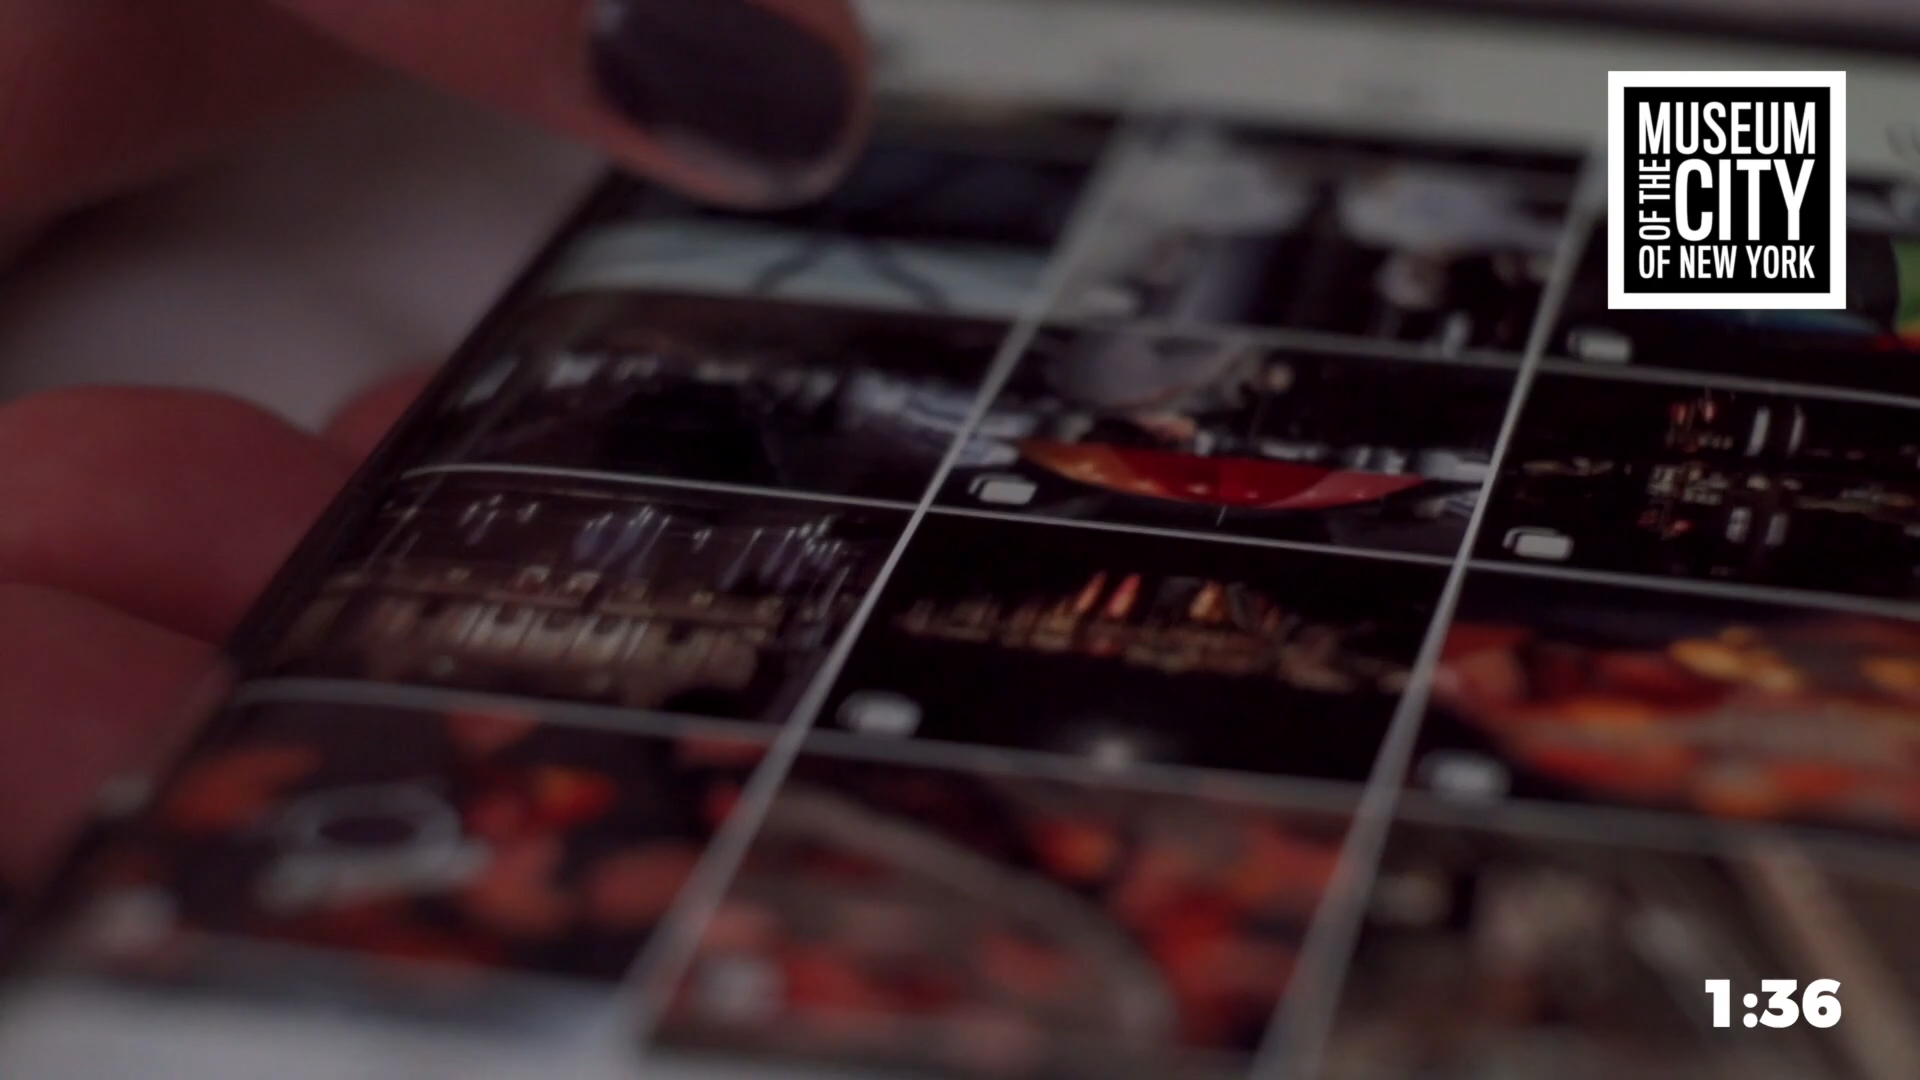 MUSEUM
OF THE
CITY
OF NEW YORK
1:36